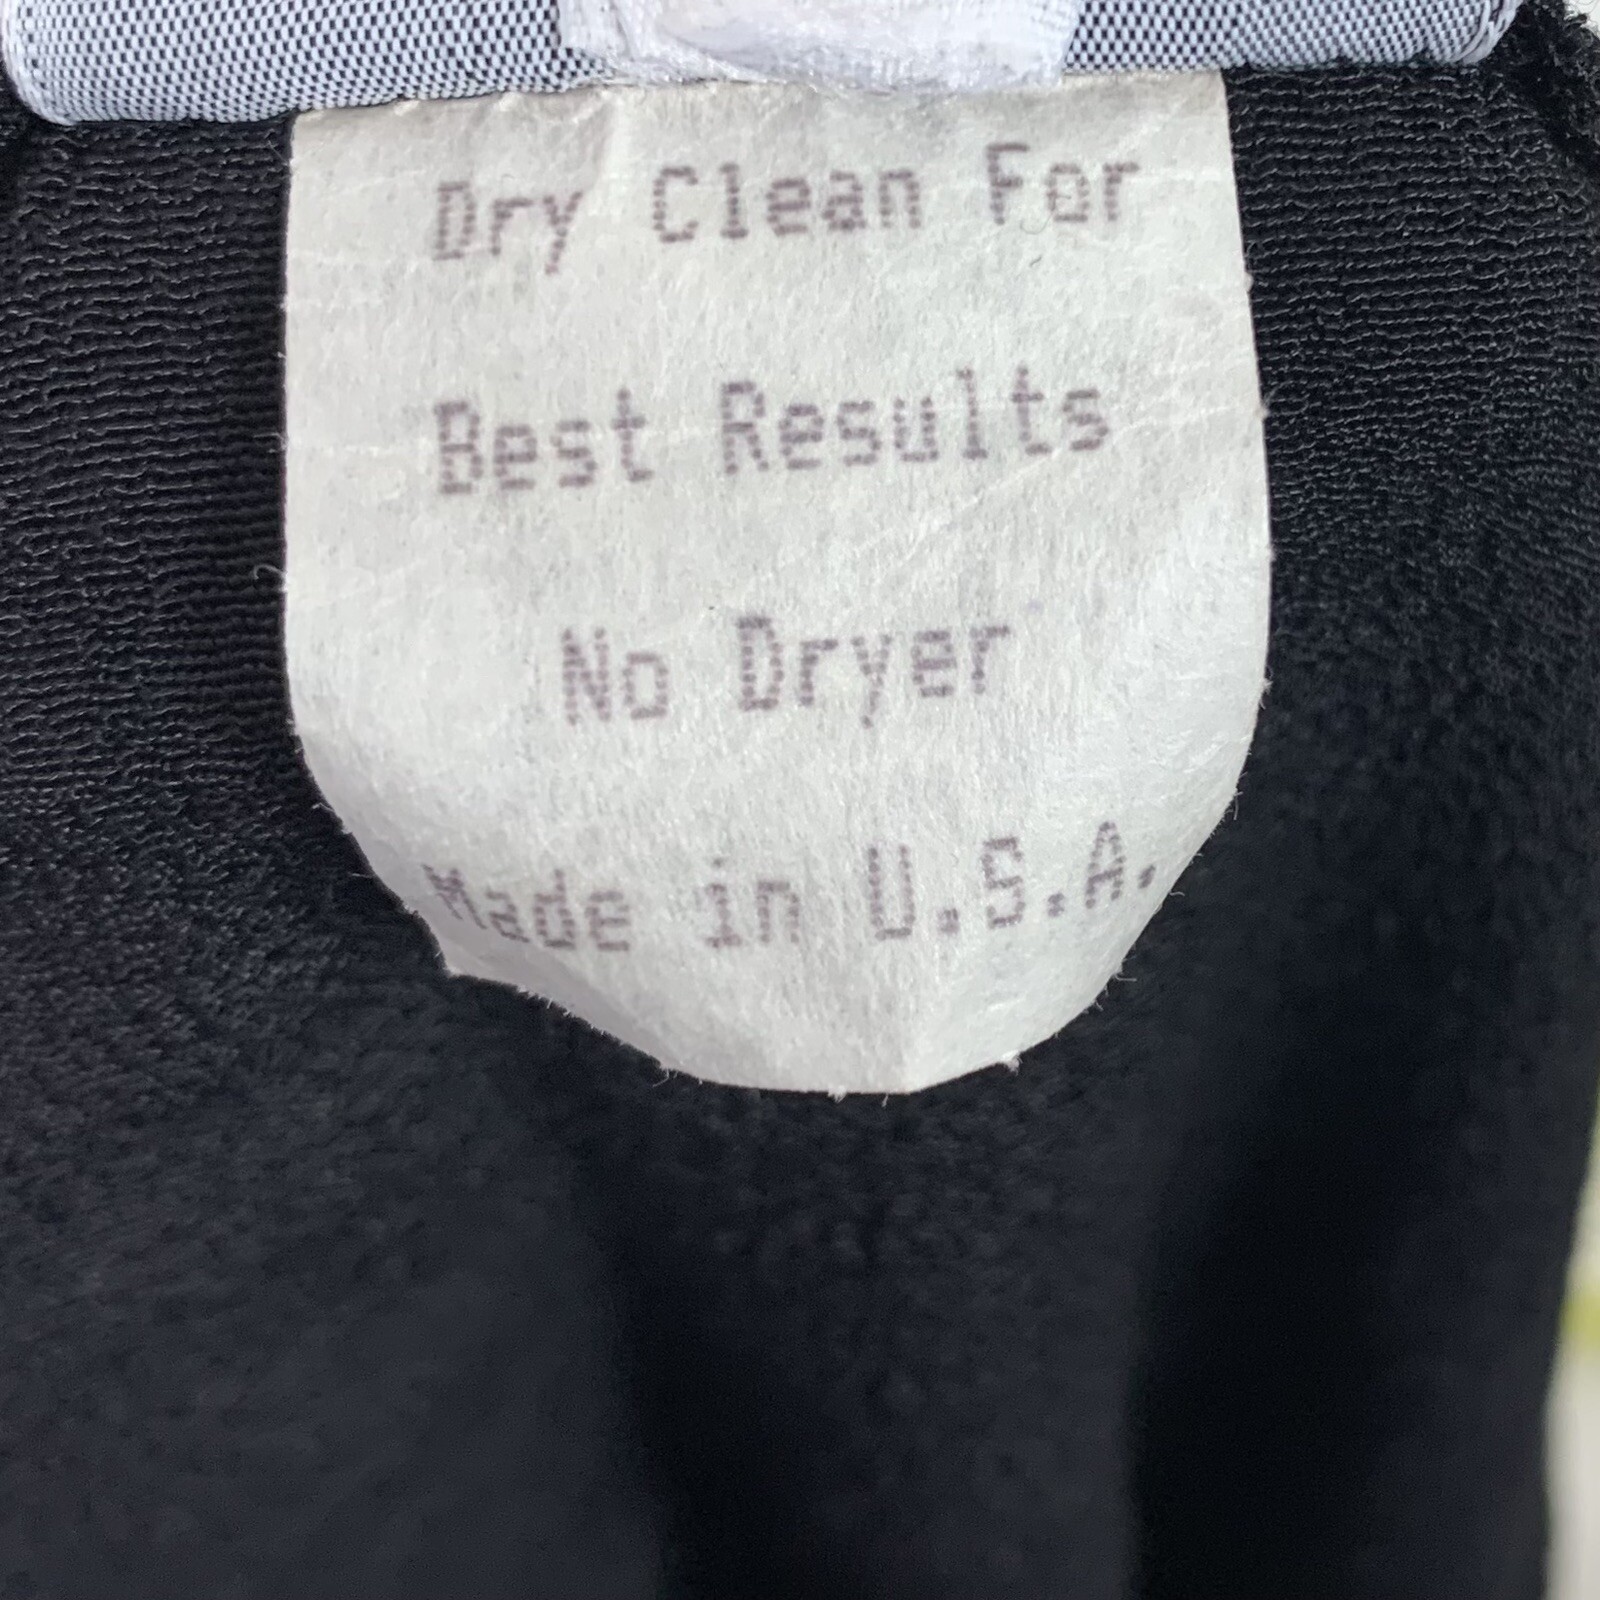 Dry Clean For
Best Results
No Dryer
Made in U.S.A.